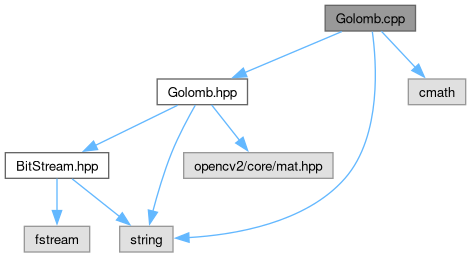 Golomb.cpp
Golomb.hpp
cmath
BitStream.hpp
opencv2/core/mat.hpp
fstream
string